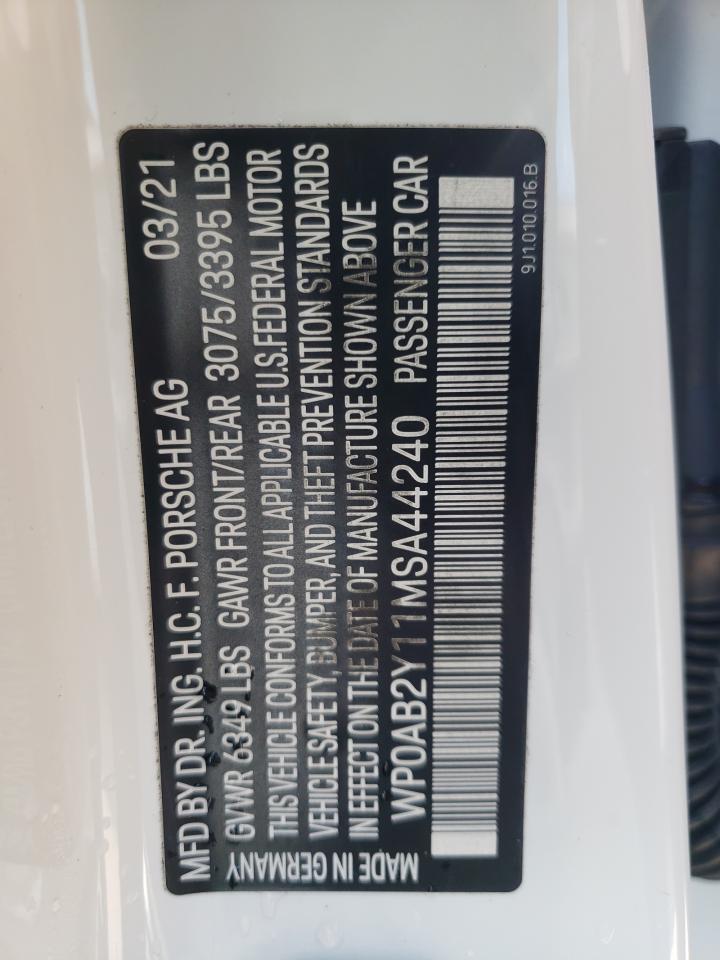 MFD BY DR. ING. H.C. F. PORSCHE AG 03/21
GVWR 6349 LBS GAWR FRONT/REAR 3075/3395 LBS
THIS VEHICLE CONFORMS TO ALL APPLICABLE U.S.FEDERAL MOTOR
VEHICLE SAFETY, BUMPER, AND THEFT PREVENTION STANDARDS
IN EFFECT ON THE DATE OF MANUFACTURE SHOWN ABOVE
MADE IN GERMANY WP0AB2Y11MSA44240 PASSENGER CAR
9J1.010.016.B